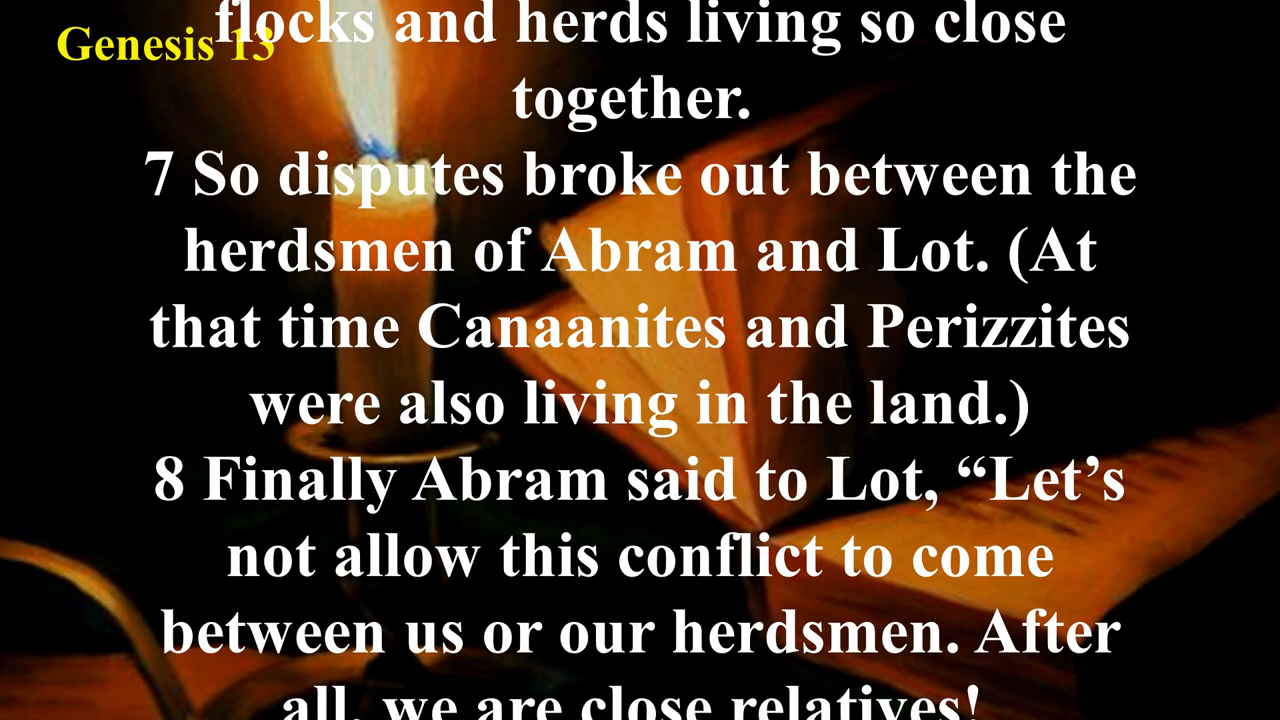 Genesis 13
flocks and herds living so close
together.
7 So disputes broke out between the
herdsmen of Abram and Lot. (At
that time Canaanites and Perizzites
were also living in the land.)
8 Finally Abram said to Lot, “Let’s
not allow this conflict to come
between us or our herdsmen. After
all, we are close relatives!